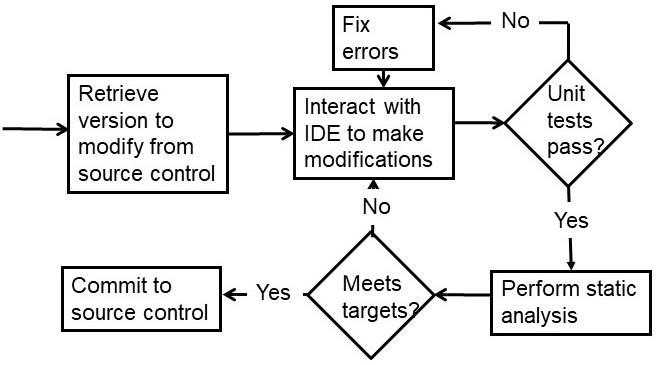 Fix
errors
No
Retrieve
version to
modify from
source control
Interact with
IDE to make
modifications
Unit
tests
pass?
No
Yes
Commit to
source control
Yes
Meets
targets?
Perform static
analysis